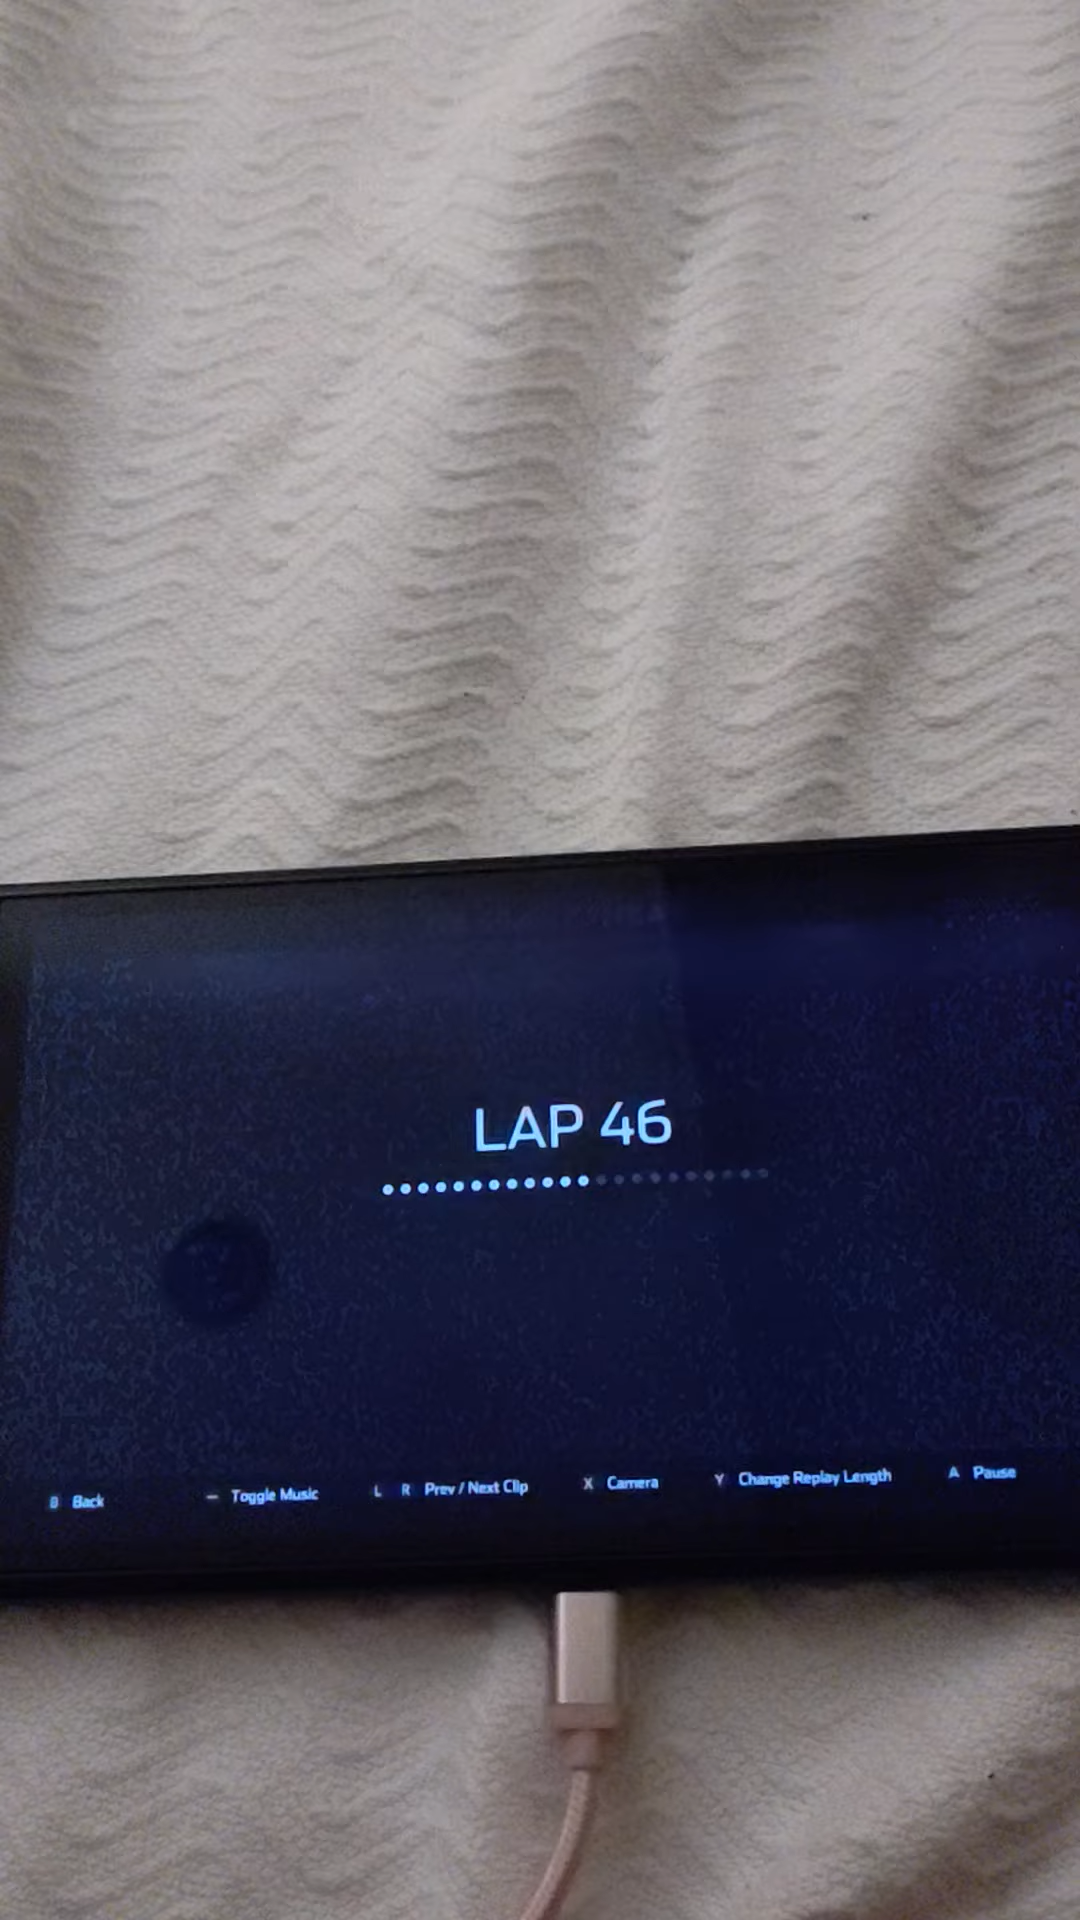 LAP 46
B Back — Toggle Music L R Prev / Next Clip X Camera Y Change Replay Length A Pause